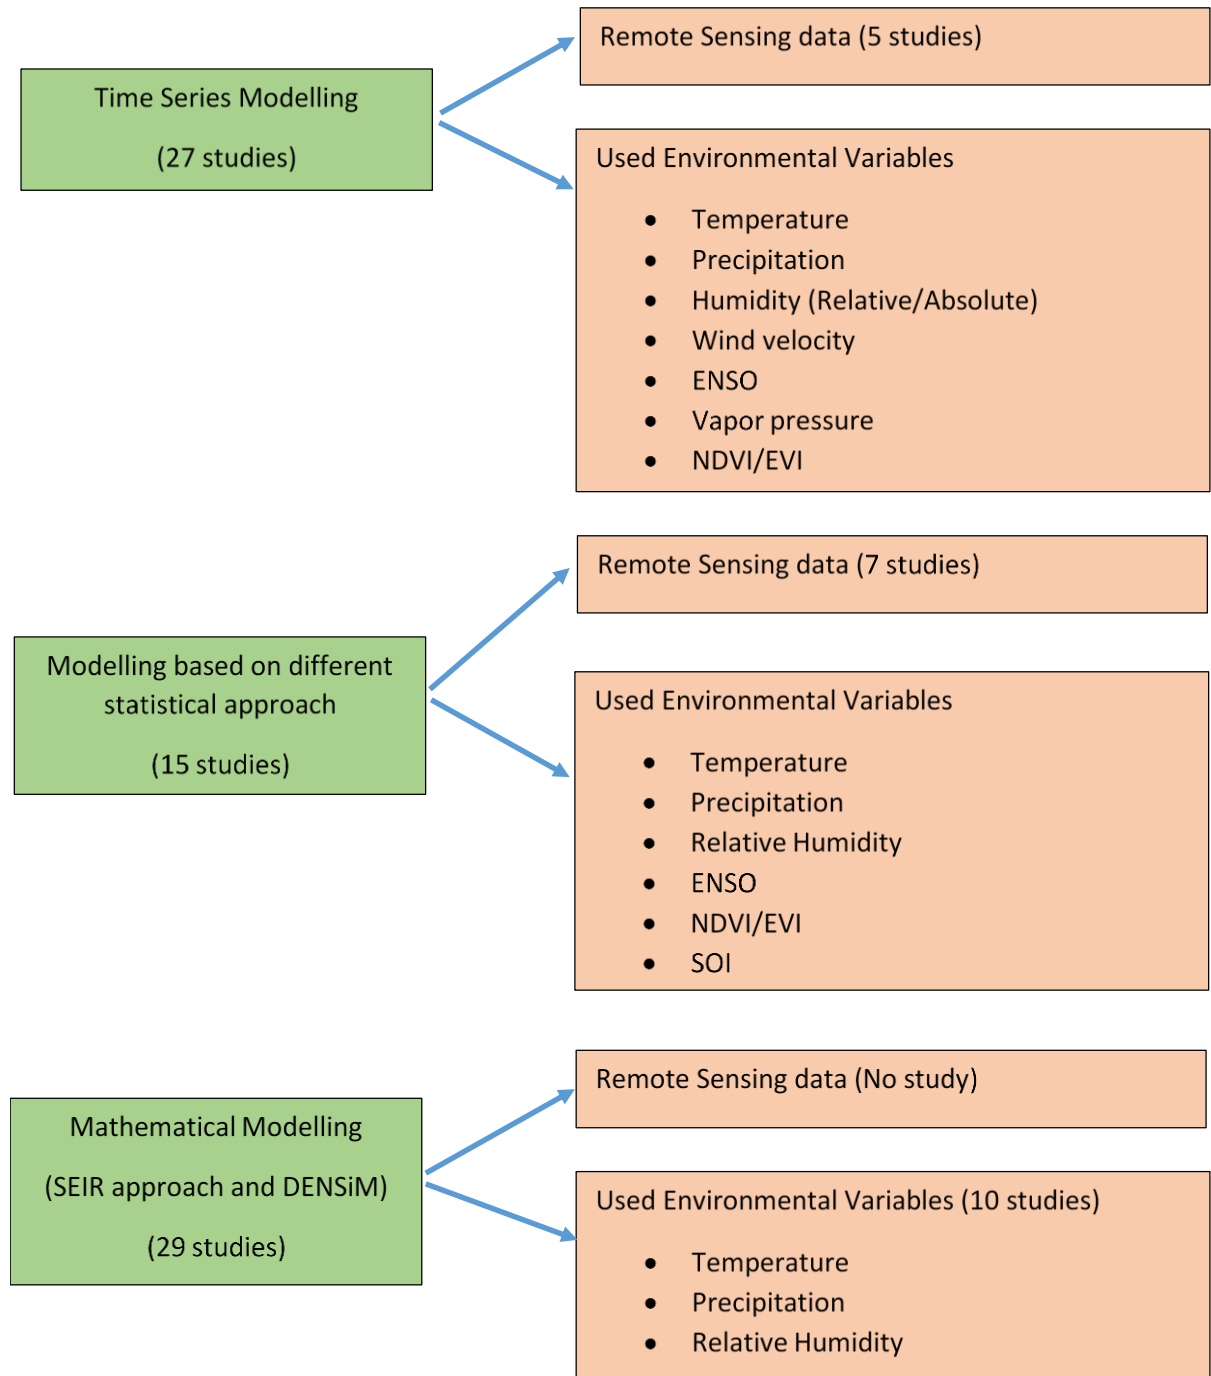 Time Series Modelling
(27 studies)
Remote Sensing data (5 studies)
Used Environmental Variables
• Temperature
• Precipitation
• Humidity (Relative/Absolute)
• Wind velocity
• ENSO
• Vapor pressure
• NDVI/EVI
Modelling based on different
statistical approach
(15 studies)
Remote Sensing data (7 studies)
Used Environmental Variables
• Temperature
• Precipitation
• Relative Humidity
• ENSO
• NDVI/EVI
• SOI
Mathematical Modelling
(SEIR approach and DENSiM)
(29 studies)
Remote Sensing data (No study)
Used Environmental Variables (10 studies)
• Temperature
• Precipitation
• Relative Humidity